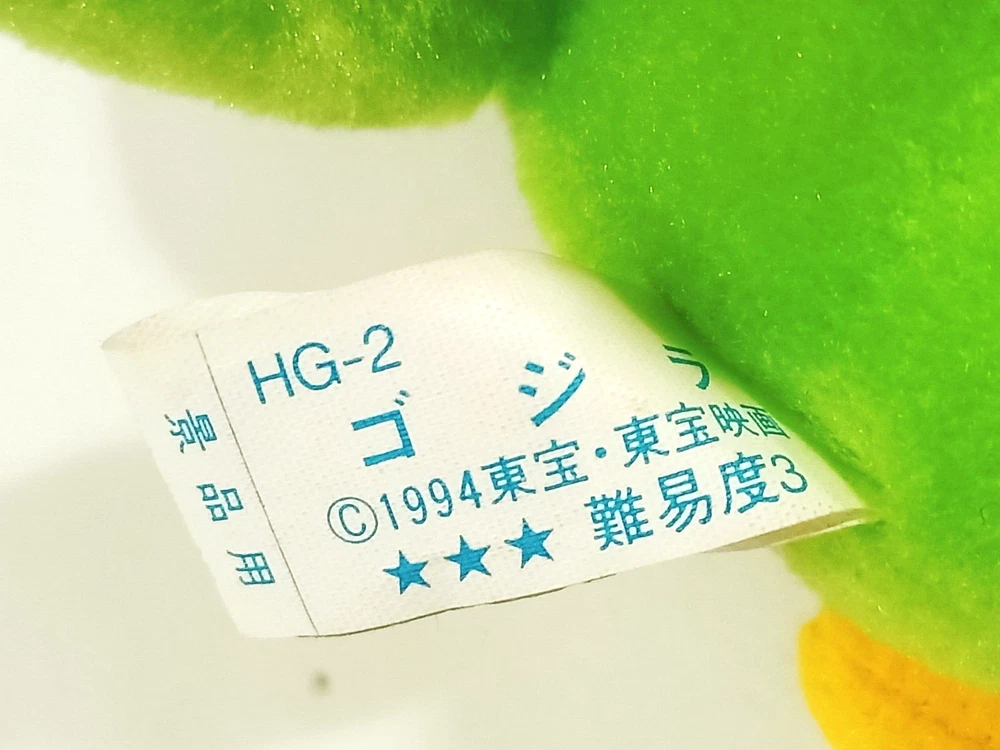 景品用
HG-2
ゴジラ
©1994東宝・東宝映画
★★★ 難易度3